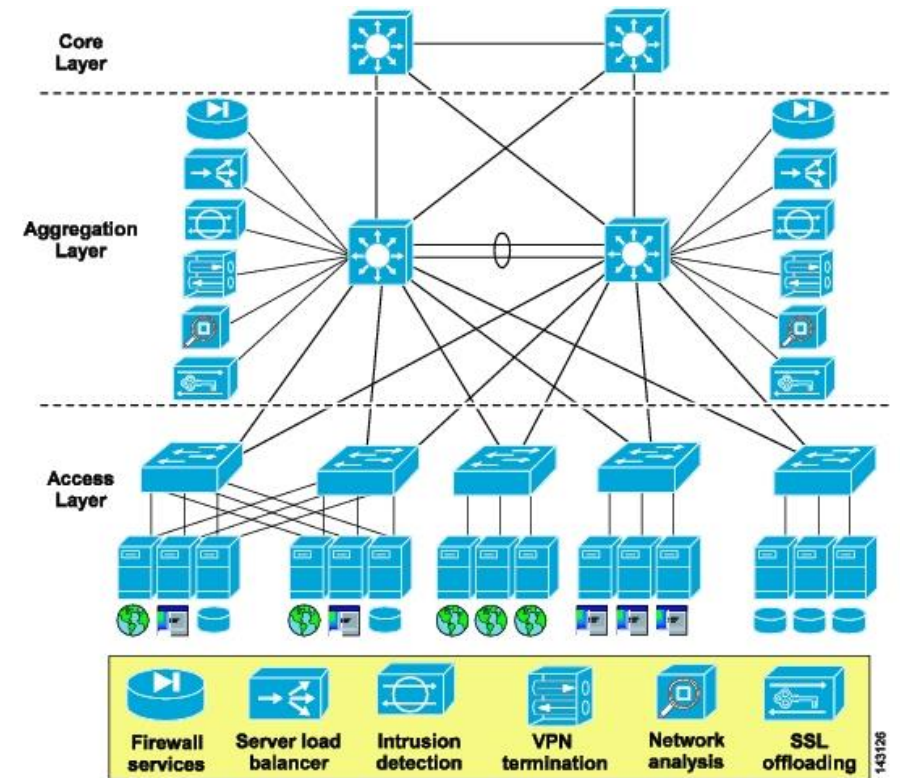 Core
Layer
Aggregation
Layer
Access
Layer
Firewall
services
Server load
balancer
Intrusion
detection
VPN
termination
Network
analysis
SSL
offloading
143126